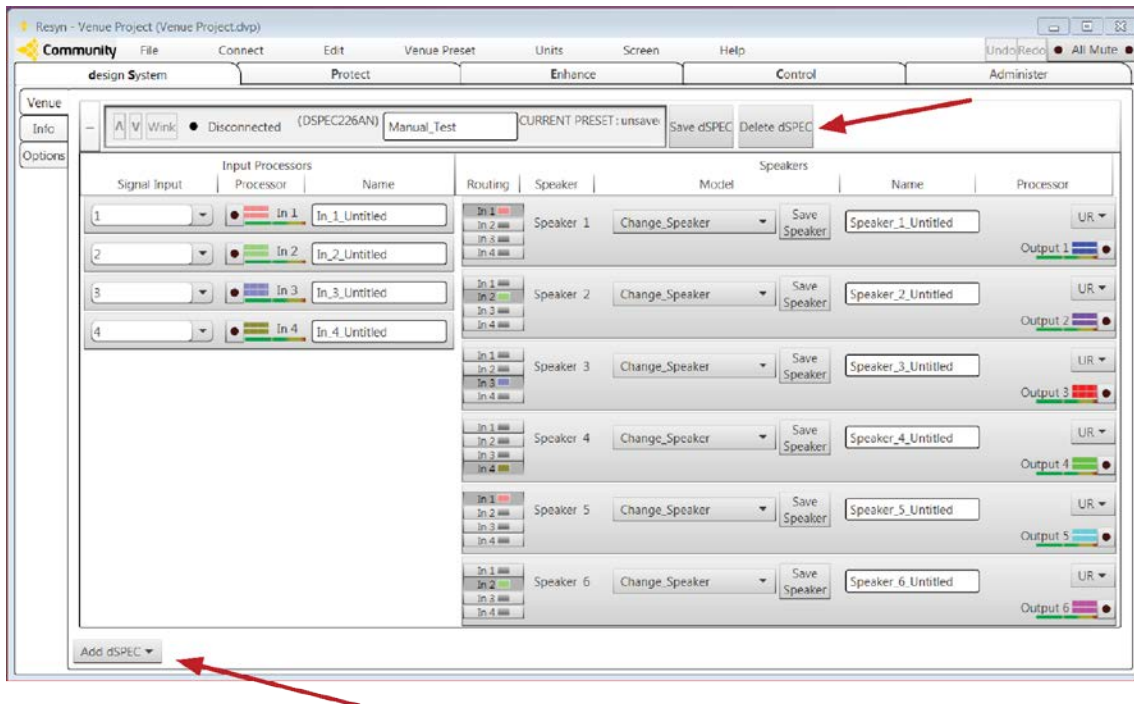 Resyn - Venue Project (Venue Project.dvp)
Community File Connect Edit Venue Preset Units Screen Help Undo Redo All Mute
design System Protect Enhance Control Administer
Venue
Info
Options
− Λ V Wink Disconnected (DSPEC226AN) Manual_Test CURRENT PRESET: unsave Save dSPEC Delete dSPEC
Input Processors Speakers
Signal Input Processor Name Routing Speaker Model Name Processor
1 In 1 In_1_Untitled
2 In 2 In_2_Untitled
3 In 3 In_3_Untitled
4 In 4 In_4_Untitled
In 1
In 2
In 3
In 4
Speaker 1 Change_Speaker Save Speaker Speaker_1_Untitled UR
Output 1
In 1
In 2
In 3
In 4
Speaker 2 Change_Speaker Save Speaker Speaker_2_Untitled UR
Output 2
In 1
In 2
In 3
In 4
Speaker 3 Change_Speaker Save Speaker Speaker_3_Untitled UR
Output 3
In 1
In 2
In 3
In 4
Speaker 4 Change_Speaker Save Speaker Speaker_4_Untitled UR
Output 4
In 1
In 2
In 3
In 4
Speaker 5 Change_Speaker Save Speaker Speaker_5_Untitled UR
Output 5
In 1
In 2
In 3
In 4
Speaker 6 Change_Speaker Save Speaker Speaker_6_Untitled UR
Output 6
Add dSPEC